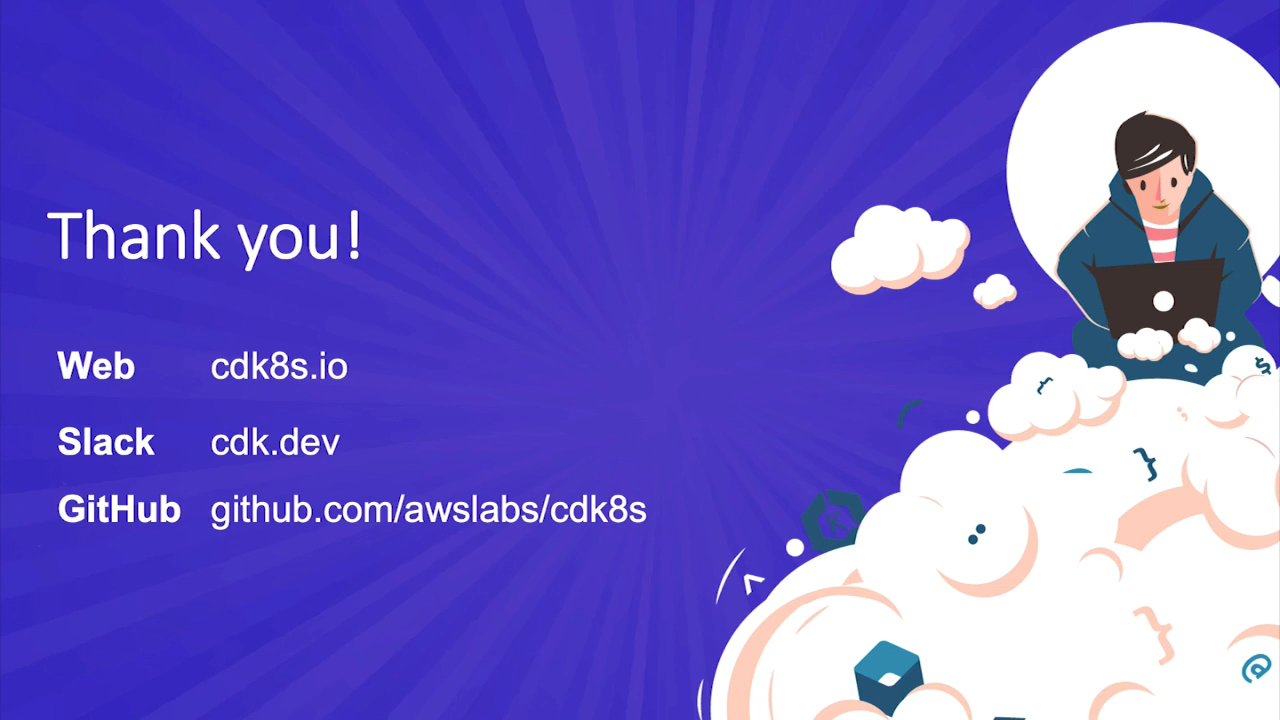 Thank you!
Web cdk8s.io
Slack cdk.dev
GitHub github.com/awslabs/cdk8s
{
$
}
:
^
K
}
@